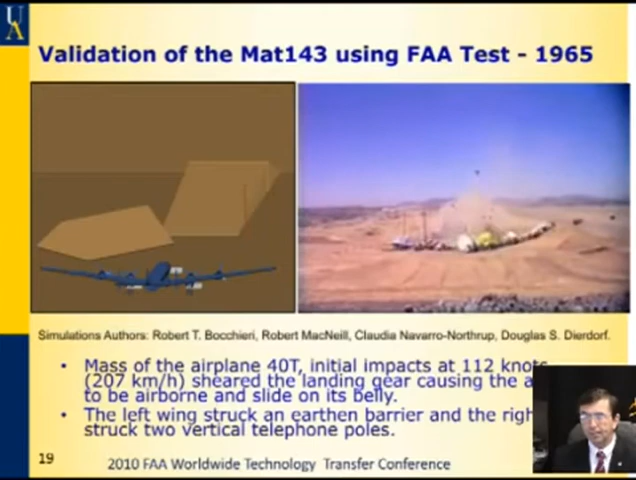 UA
Validation of the Mat143 using FAA Test - 1965
Simulations Authors: Robert T. Bocchieri, Robert MacNeill, Claudia Navarro-Northrup, Douglas S. Dierdorf.
• Mass of the airplane 40T, initial impacts at 112 knots
(207 km/h) sheared the landing gear causing the a
to be airborne and slide on its belly.
• The left wing struck an earthen barrier and the righ
struck two vertical telephone poles.
19
2010 FAA Worldwide Technology Transfer Conference